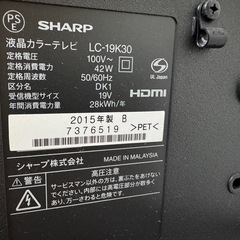 PS
E
SHARP
液晶カラーテレビ LC-19K30
定格電圧 100V～
定格消費電力 42W
定格周波数 50/60Hz
区分名 DK1
受信機型サイズ 19V
年間消費電力量 28kWh/年
UL Japan
HDMI
2015年製 B
7376519
>PET<
シャープ株式会社 MADE IN MALAYSIA
高圧注意
サービスマン以外の方は、裏ぶたをあけないでください。
内部には高電圧部分が数多くあり、万一さわると危険です。